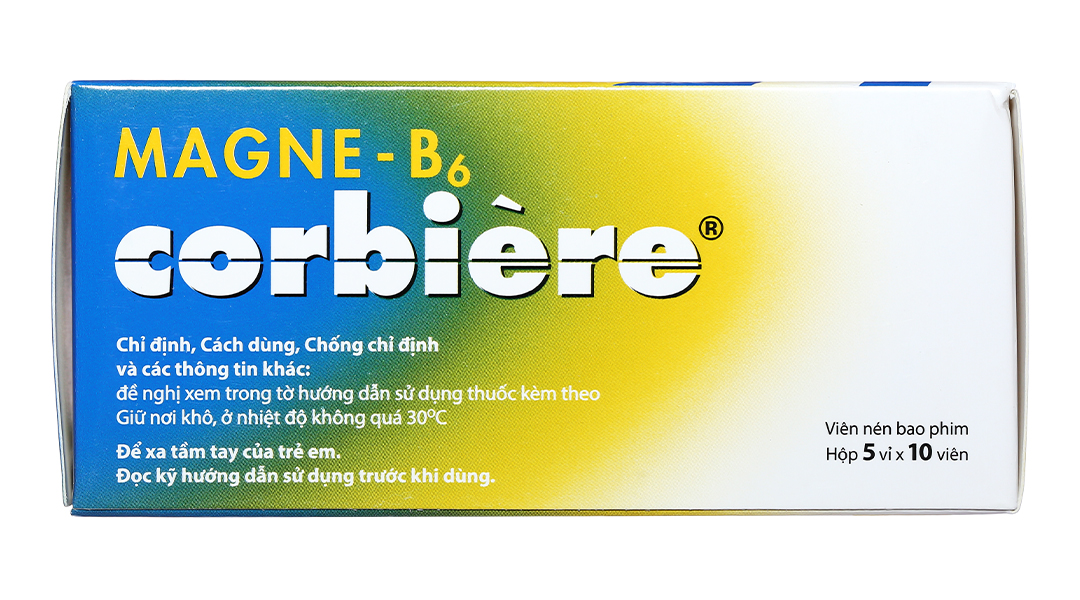 MAGNE - B6
corbière®
Chỉ định, Cách dùng, Chống chỉ định
và các thông tin khác:
đề nghị xem trong tờ hướng dẫn sử dụng thuốc kèm theo
Giữ nơi khô, ở nhiệt độ không quá 30ºC
Để xa tầm tay của trẻ em.
Đọc kỹ hướng dẫn sử dụng trước khi dùng.
Viên nén bao phim
Hộp 5 vỉ x 10 viên